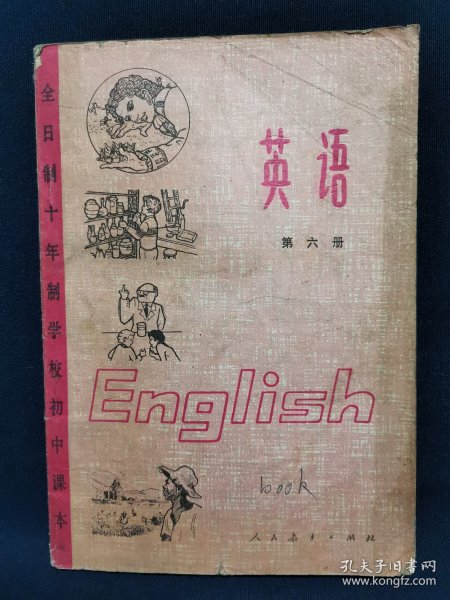 全日制十年制学校初中课本
英语
第六册
English
book
人民教育出版社
孔夫子旧书网
www.kongfz.com